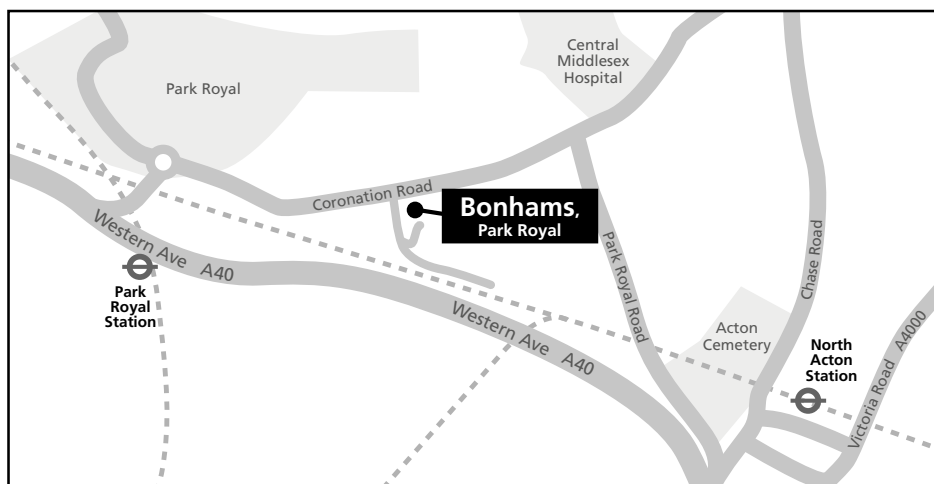 Central
Middlesex
Hospital
Park Royal
Coronation Road
Bonhams,
Park Royal
Western Ave A40
Park
Royal
Station
Western Ave A40
Park Royal Road
Chase Road
Acton
Cemetery
North
Acton
Station
Victoria Road A4000